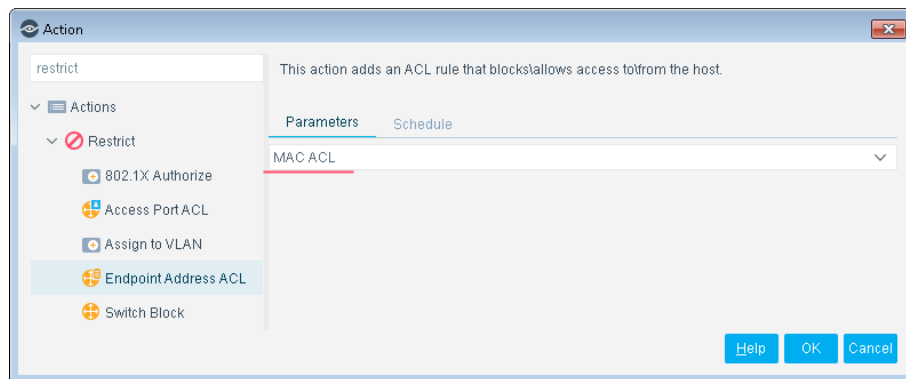 Action
restrict
This action adds an ACL rule that blocks\allows access to\from the host.
Actions
Parameters
Schedule
Restrict
MAC ACL
802.1X Authorize
Access Port ACL
Assign to VLAN
Endpoint Address ACL
Switch Block
Help
OK
Cancel